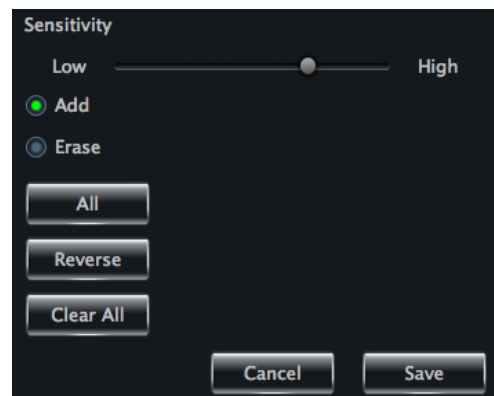 Sensitivity
Low High
Add
Erase
All
Reverse
Clear All
Cancel Save